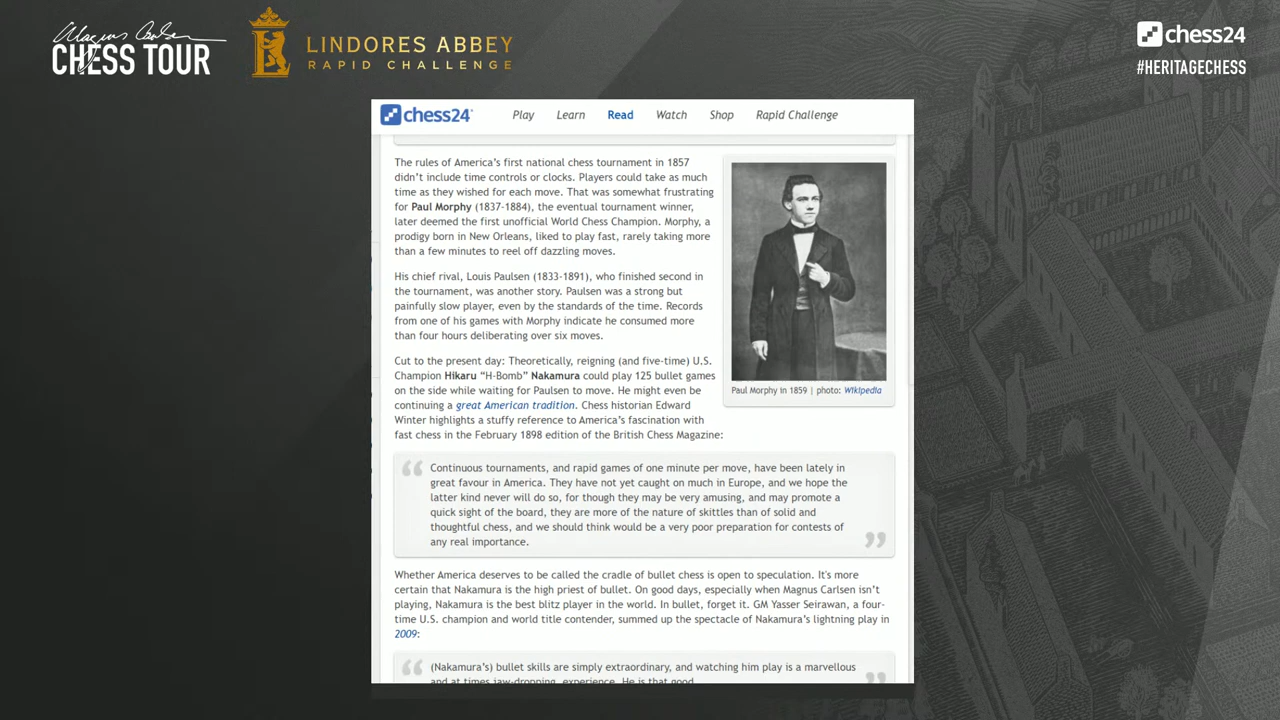 Magnus Carlsen
CHESS TOUR
LINDORES ABBEY
RAPID CHALLENGE
chess24
#HERITAGECHESS
chess24
Play Learn Read Watch Shop Rapid Challenge
The rules of America's first national chess tournament in 1857
didn't include time controls or clocks. Players could take as much
time as they wished for each move. That was somewhat frustrating
for Paul Morphy (1837-1884), the eventual tournament winner,
later deemed the first unofficial World Chess Champion. Morphy, a
prodigy born in New Orleans, liked to play fast, rarely taking more
than a few minutes to reel off dazzling moves.
His chief rival, Louis Paulsen (1833-1891), who finished second in
the tournament, was another story. Paulsen was a strong but
painfully slow player, even by the standards of the time. Records
from one of his games with Morphy indicate he consumed more
than four hours deliberating over six moves.
Cut to the present day: Theoretically, reigning (and five-time) U.S.
Champion Hikaru “H-Bomb” Nakamura could play 125 bullet games
on the side while waiting for Paulsen to move. He might even be
continuing a great American tradition. Chess historian Edward
Winter highlights a stuffy reference to America's fascination with
fast chess in the February 1898 edition of the British Chess Magazine:
Paul Morphy in 1859 | photo: Wikipedia
“ Continuous tournaments, and rapid games of one minute per move, have been lately in
great favour in America. They have not yet caught on much in Europe, and we hope the
latter kind never will do so, for though they may be very amusing, and may promote a
quick sight of the board, they are more of the nature of skittles than of solid and
thoughtful chess, and we should think would be a very poor preparation for contests of
any real importance. ”
Whether America deserves to be called the cradle of bullet chess is open to speculation. It's more
certain that Nakamura is the high priest of bullet. On good days, especially when Magnus Carlsen isn't
playing, Nakamura is the best blitz player in the world. In bullet, forget it. GM Yasser Seirawan, a four-
time U.S. champion and world title contender, summed up the spectacle of Nakamura's lightning play in
2009:
“ (Nakamura's) bullet skills are simply extraordinary, and watching him play is a marvellous
and at times jaw-dropping experience. He is that good ”